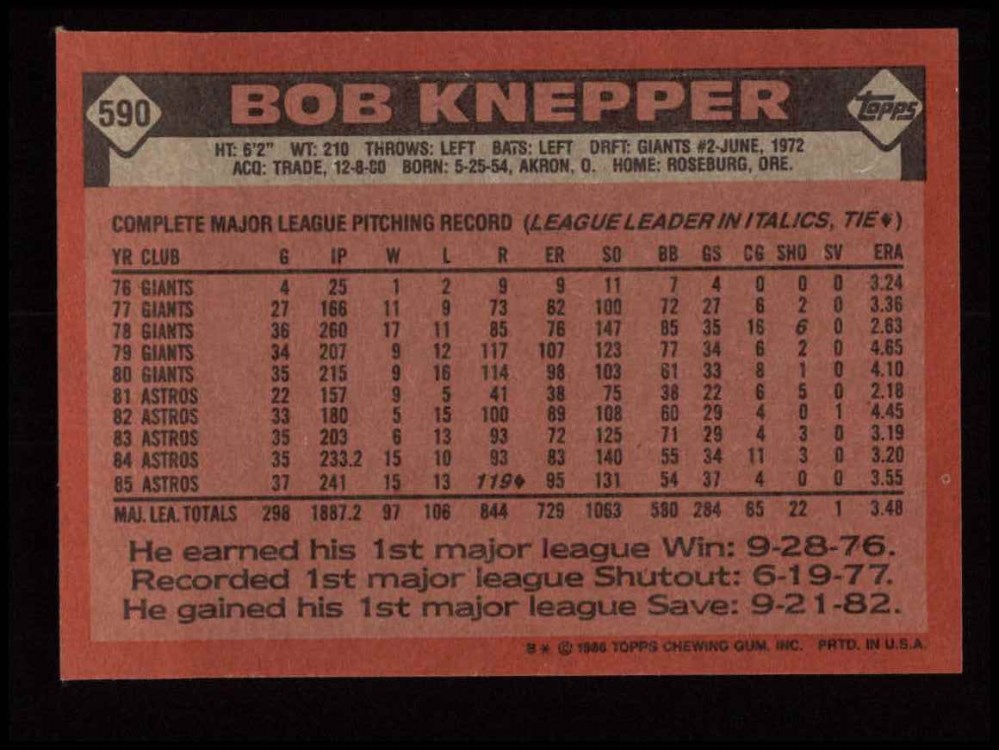 590 BOB KNEPPER topps
HT: 6'2" WT: 210 THROWS: LEFT BATS: LEFT DRFT: GIANTS #2-JUNE, 1972
ACQ: TRADE, 12-8-80 BORN: 5-25-54, AKRON, O. HOME: ROSEBURG, ORE.
COMPLETE MAJOR LEAGUE PITCHING RECORD (LEAGUE LEADER IN ITALICS, TIE♦)
YR CLUB G IP W L R ER SO BB GS CG SHO SV ERA
76 GIANTS 4 25 1 2 9 9 11 7 4 0 0 0 3.24
77 GIANTS 27 166 11 9 73 62 100 72 27 6 2 0 3.36
78 GIANTS 36 260 17 11 85 76 147 85 35 16 6 0 2.63
79 GIANTS 34 207 9 12 117 107 123 77 34 6 2 0 4.65
80 GIANTS 35 215 9 16 114 98 103 61 33 8 1 0 4.10
81 ASTROS 22 157 9 5 41 38 75 38 22 6 5 0 2.18
82 ASTROS 33 180 5 15 100 89 108 60 29 4 0 1 4.45
83 ASTROS 35 203 6 13 93 72 125 71 29 4 3 0 3.19
84 ASTROS 35 233.2 15 10 93 83 140 55 34 11 3 0 3.20
85 ASTROS 37 241 15 13 119♦ 95 131 54 37 4 0 0 3.55
MAJ. LEA. TOTALS 298 1887.2 97 106 844 729 1063 580 284 65 22 1 3.48
He earned his 1st major league Win: 9-28-76.
Recorded 1st major league Shutout: 6-19-77.
He gained his 1st major league Save: 9-21-82.
B* © 1986 TOPPS CHEWING GUM, INC. PRTD. IN U.S.A.